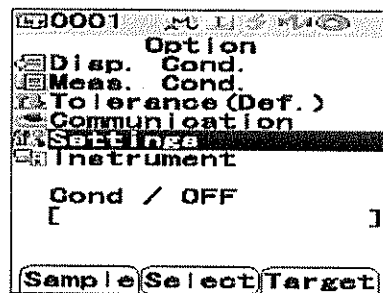 0001
Option
Disp. Cond.
Meas. Cond.
Tolerance(Def.)
Communication
Settings
Instrument
Cond / OFF
[ ]
Sample Select Target